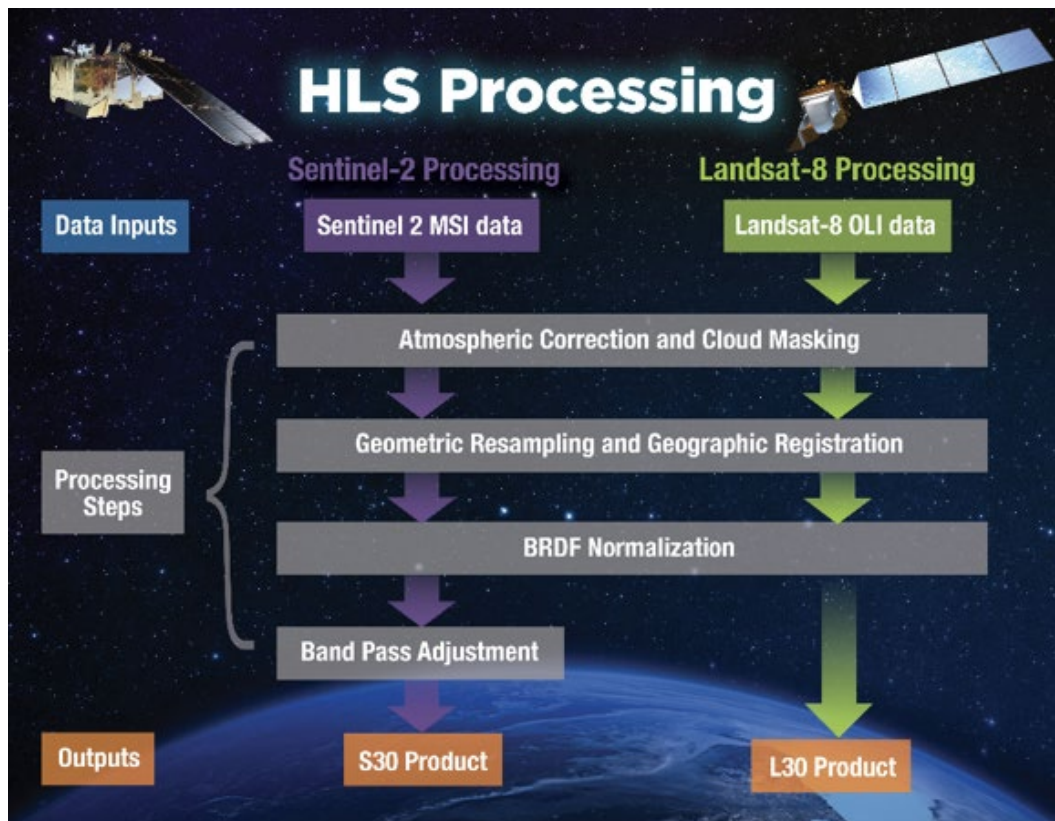 HLS Processing
Sentinel-2 Processing
Landsat-8 Processing
Data Inputs
Sentinel 2 MSI data
Landsat-8 OLI data
Atmospheric Correction and Cloud Masking
Geometric Resampling and Geographic Registration
Processing
Steps
BRDF Normalization
Band Pass Adjustment
Outputs
S30 Product
L30 Product